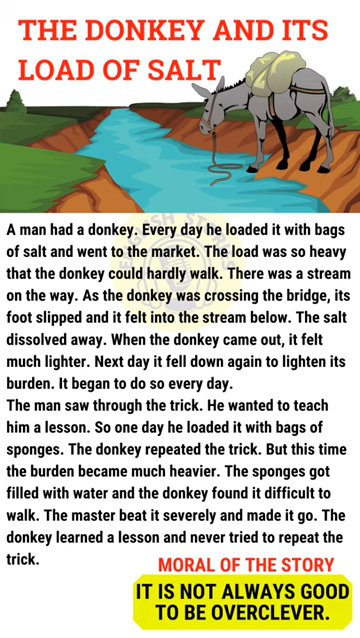 THE DONKEY AND ITS
LOAD OF SALT
A man had a donkey. Every day he loaded it with bags
of salt and went to the market. The load was so heavy
that the donkey could hardly walk. There was a stream
on the way. As the donkey was crossing the bridge, its
foot slipped and it felt into the stream below. The salt
dissolved away. When the donkey came out, it felt
much lighter. Next day it fell down again to lighten its
burden. It began to do so every day.
The man saw through the trick. He wanted to teach
him a lesson. So one day he loaded it with bags of
sponges. The donkey repeated the trick. But this time
the burden became much heavier. The sponges got
filled with water and the donkey found it difficult to
walk. The master beat it severely and made it go. The
donkey learned a lesson and never tried to repeat the
trick.
MORAL OF THE STORY
IT IS NOT ALWAYS GOOD
TO BE OVERCLEVER.